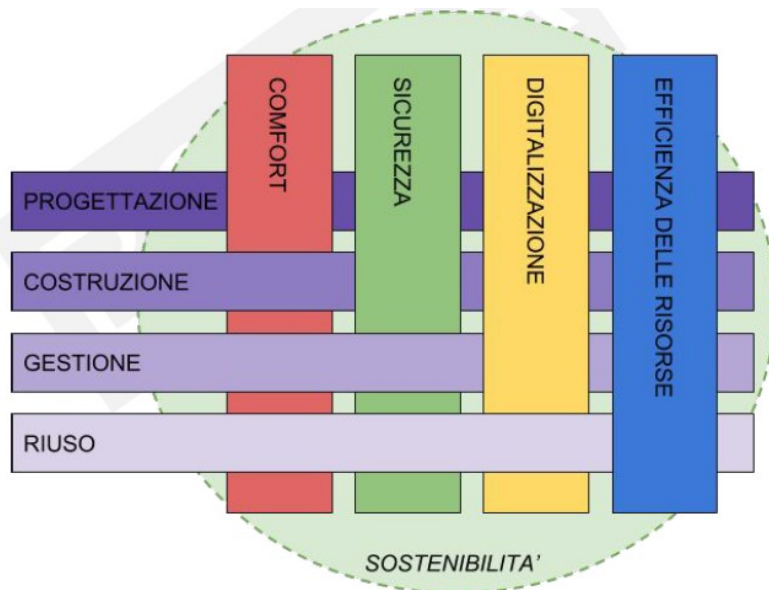 COMFORT
SICUREZZA
DIGITALIZZAZIONE
EFFICIENZA DELLE RISORSE
PROGETTAZIONE
COSTRUZIONE
GESTIONE
RIUSO
SOSTENIBILITA'